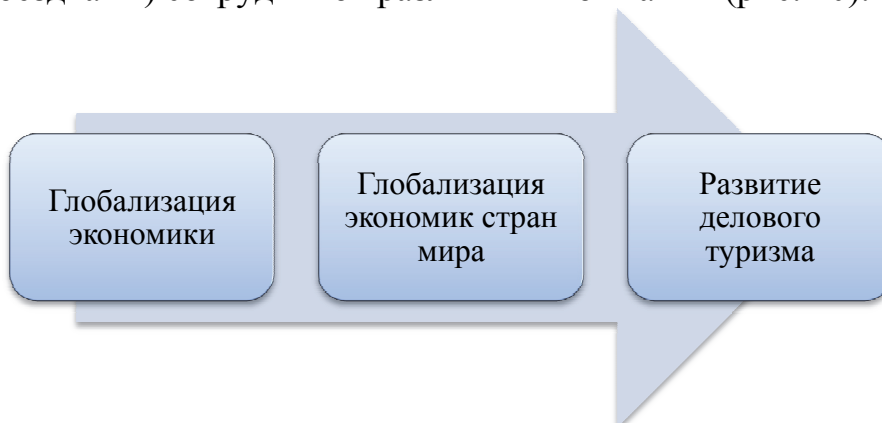 Глобализация
экономики
Глобализация
экономик стран
мира
Развитие
делового
туризма